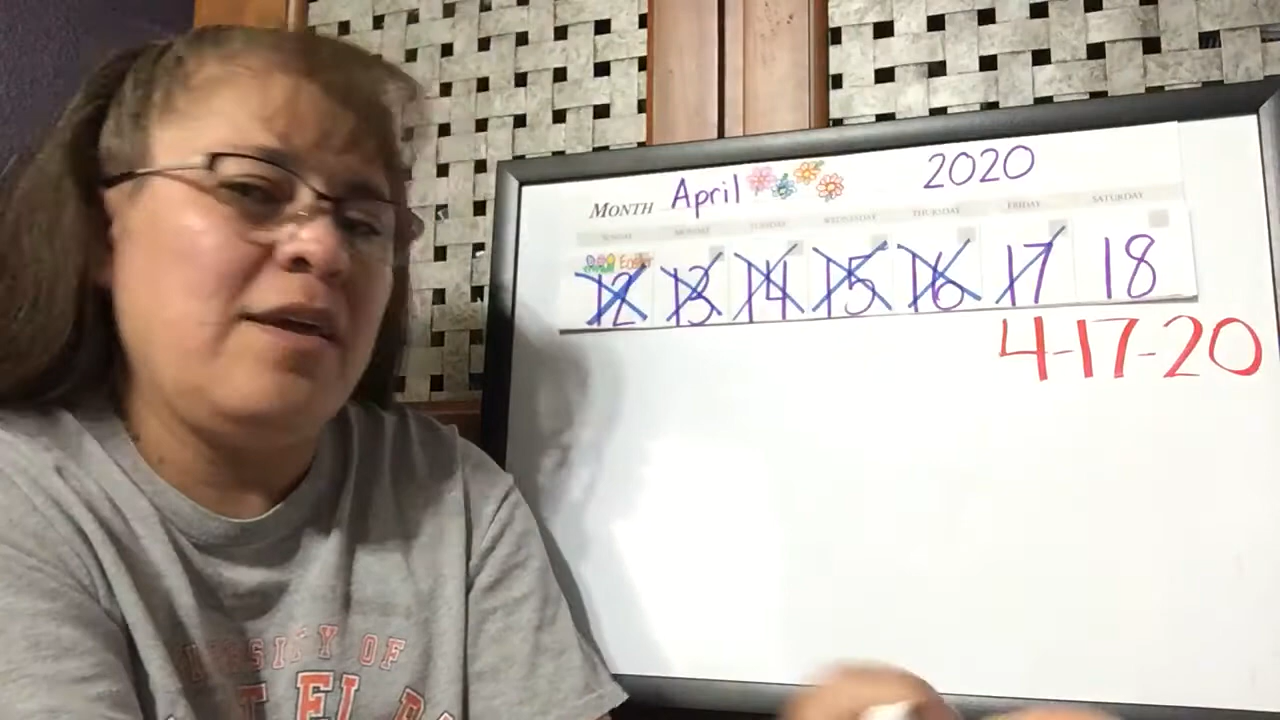 April 2020
MONTH
SUNDAY MONDAY TUESDAY WEDNESDAY THURSDAY FRIDAY SATURDAY
Easter
12 13 14 15 16 17 18
4-17-20
OF